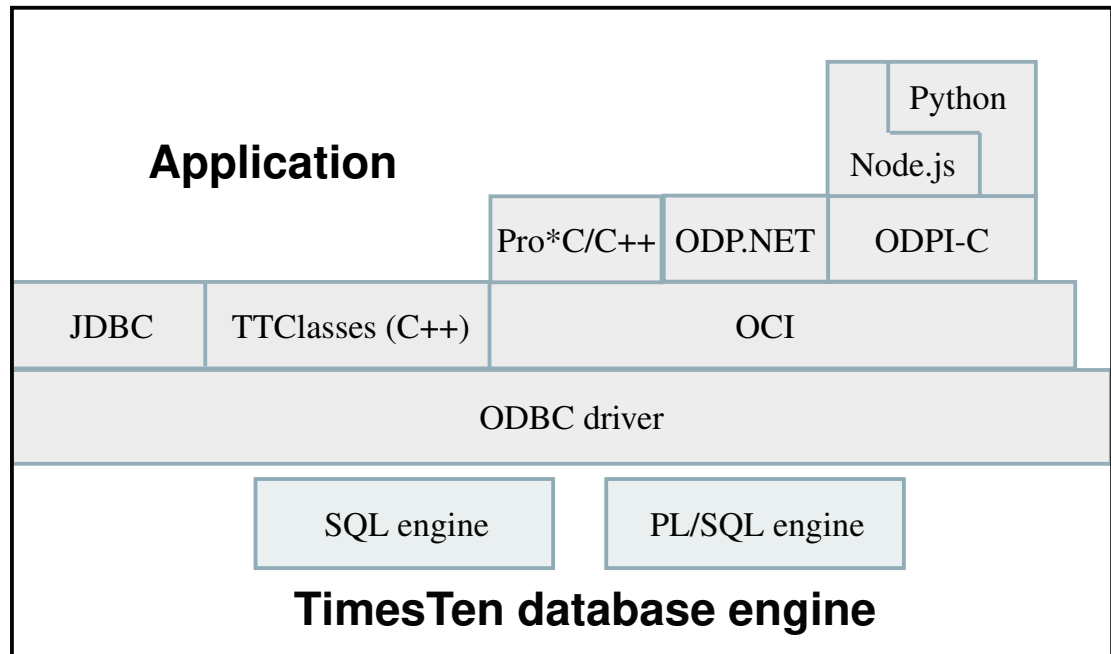 Python
Application
Node.js
Pro*C/C++
ODP.NET
ODPI-C
JDBC
TTClasses (C++)
OCI
ODBC driver
SQL engine
PL/SQL engine
TimesTen database engine